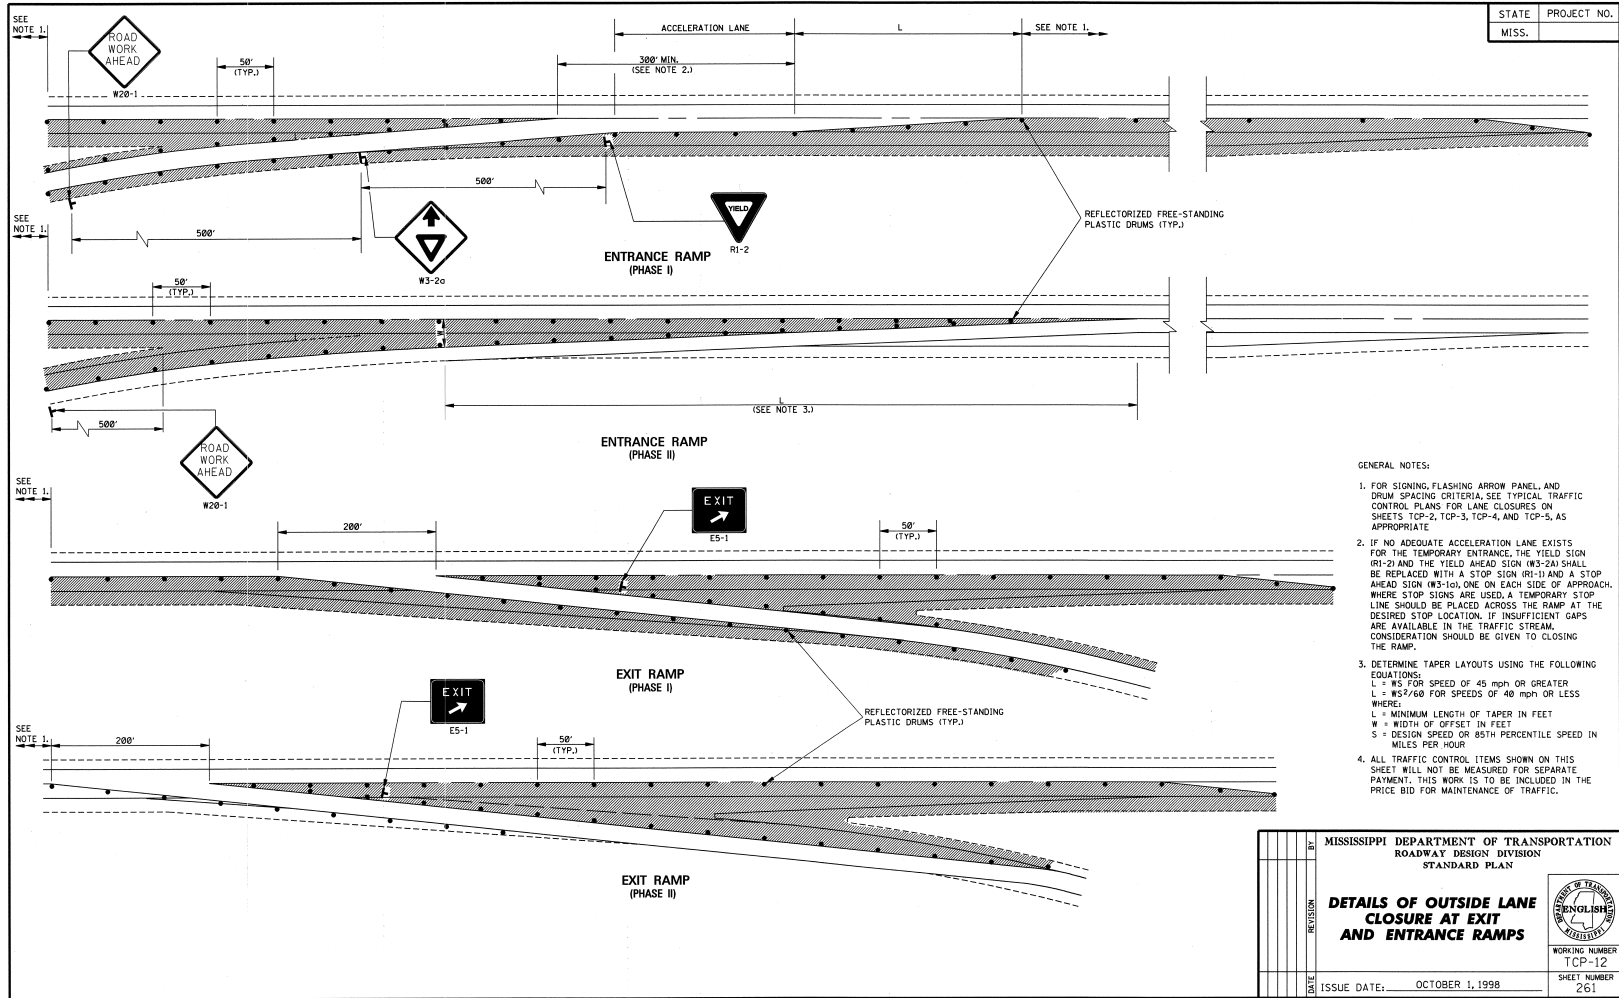 STATE PROJECT NO.
MISS.
SEE
NOTE 1.
ROAD
WORK
AHEAD
W20-1
50'
(TYP.)
ACCELERATION LANE
L
SEE NOTE 1.
300' MIN.
(SEE NOTE 2.)
500'
500'
W3-2a
YIELD
R1-2
ENTRANCE RAMP
(PHASE I)
REFLECTORIZED FREE-STANDING
PLASTIC DRUMS (TYP.)
SEE
NOTE 1.
50'
(TYP.)
W
L
(SEE NOTE 3.)
500'
ROAD
WORK
AHEAD
W20-1
ENTRANCE RAMP
(PHASE II)
SEE
NOTE 1.
200'
EXIT
E5-1
50'
(TYP.)
EXIT RAMP
(PHASE I)
REFLECTORIZED FREE-STANDING
PLASTIC DRUMS (TYP.)
SEE
NOTE 1.
200'
EXIT
E5-1
50'
(TYP.)
EXIT RAMP
(PHASE II)
GENERAL NOTES:
1. FOR SIGNING, FLASHING ARROW PANEL, AND
DRUM SPACING CRITERIA, SEE TYPICAL TRAFFIC
CONTROL PLANS FOR LANE CLOSURES ON
SHEETS TCP-2, TCP-3, TCP-4, AND TCP-5, AS
APPROPRIATE
2. IF NO ADEQUATE ACCELERATION LANE EXISTS
FOR THE TEMPORARY ENTRANCE, THE YIELD SIGN
(R1-2) AND THE YIELD AHEAD SIGN (W3-2A) SHALL
BE REPLACED WITH A STOP SIGN (R1-1) AND A STOP
AHEAD SIGN (W3-1a), ONE ON EACH SIDE OF APPROACH.
WHERE STOP SIGNS ARE USED, A TEMPORARY STOP
LINE SHOULD BE PLACED ACROSS THE RAMP AT THE
DESIRED STOP LOCATION. IF INSUFFICIENT GAPS
ARE AVAILABLE IN THE TRAFFIC STREAM,
CONSIDERATION SHOULD BE GIVEN TO CLOSING
THE RAMP.
3. DETERMINE TAPER LAYOUTS USING THE FOLLOWING
EQUATIONS:
L = WS FOR SPEED OF 45 mph OR GREATER
L = WS²/60 FOR SPEEDS OF 40 mph OR LESS
WHERE:
L = MINIMUM LENGTH OF TAPER IN FEET
W = WIDTH OF OFFSET IN FEET
S = DESIGN SPEED OR 85TH PERCENTILE SPEED IN
MILES PER HOUR
4. ALL TRAFFIC CONTROL ITEMS SHOWN ON THIS
SHEET WILL NOT BE MEASURED FOR SEPARATE
PAYMENT. THIS WORK IS TO BE INCLUDED IN THE
PRICE BID FOR MAINTENANCE OF TRAFFIC.
BY
REVISION
DATE
MISSISSIPPI DEPARTMENT OF TRANSPORTATION
ROADWAY DESIGN DIVISION
STANDARD PLAN
DETAILS OF OUTSIDE LANE
CLOSURE AT EXIT
AND ENTRANCE RAMPS
DEPARTMENT OF TRANSPORTATION
ENGLISH
MISSISSIPPI
WORKING NUMBER
TCP-12
ISSUE DATE: OCTOBER 1, 1998
SHEET NUMBER
261